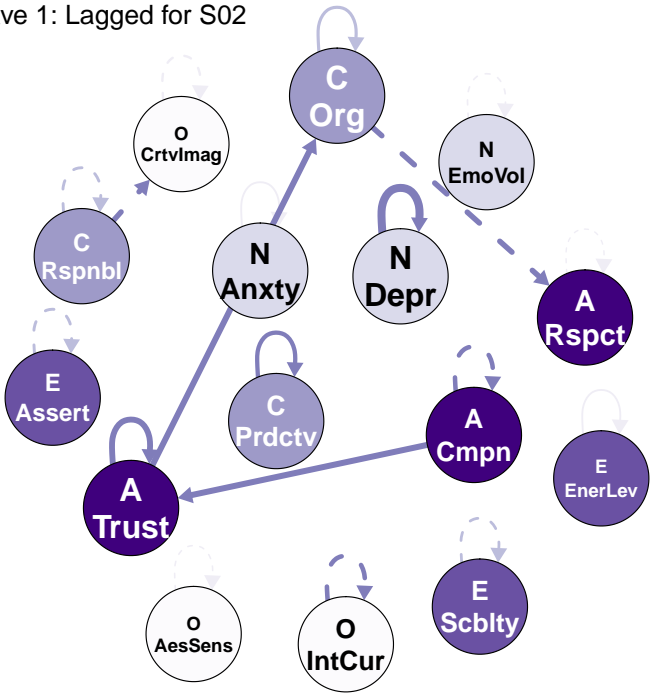 ve 1: Lagged for S02
C
Org
O
CrtvImag
N
EmoVol
C
Rspnbl
N
Anxty
N
Depr
A
Rspct
E
Assert
C
Prdctv
A
Cmpn
E
EnerLev
A
Trust
E
Scblty
O
AesSens
O
IntCur